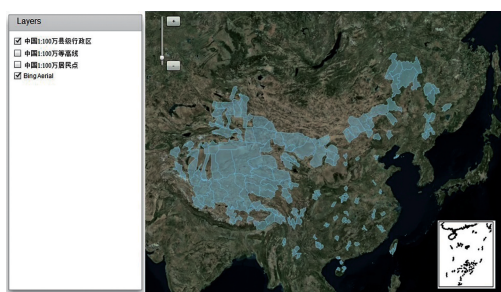 Layers
中国1:100万县级行政区
中国1:100万等高线
中国1:100万居民点
Bing Aerial